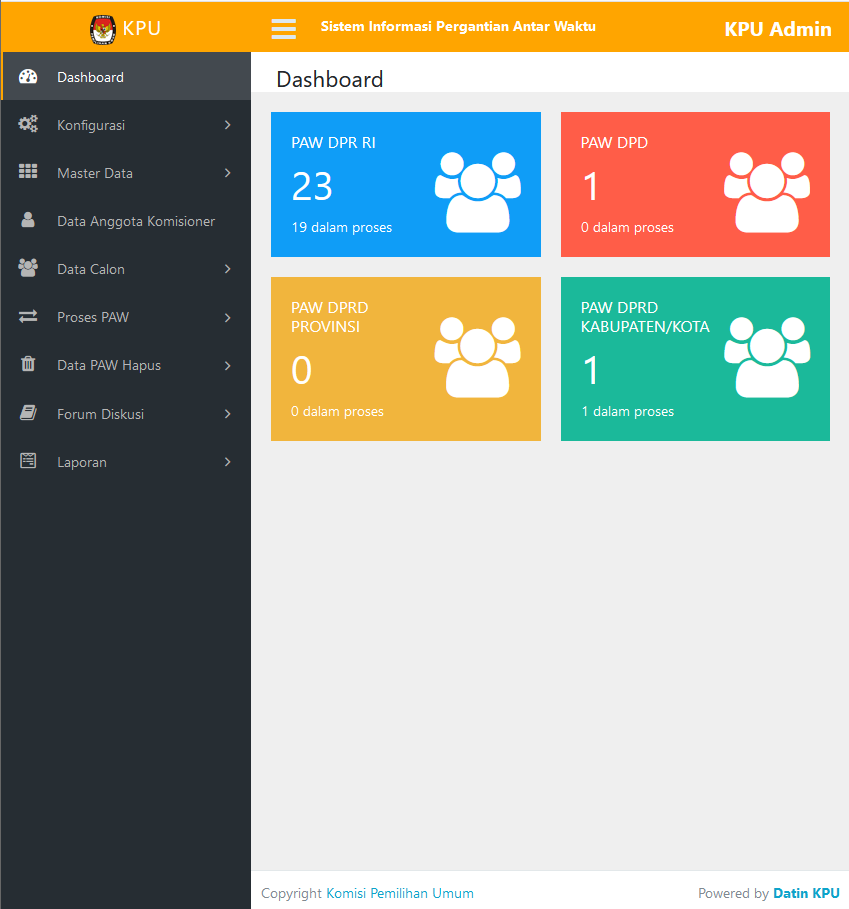 KPU
Sistem Informasi Pergantian Antar Waktu
KPU Admin
Dashboard
Konfigurasi
Master Data
Data Anggota Komisioner
Data Calon
Proses PAW
Data PAW Hapus
Forum Diskusi
Laporan
Dashboard
PAW DPR RI
23
19 dalam proses
PAW DPD
1
0 dalam proses
PAW DPRD
PROVINSI
0
0 dalam proses
PAW DPRD
KABUPATEN/KOTA
1
1 dalam proses
Copyright Komisi Pemilihan Umum
Powered by Datin KPU